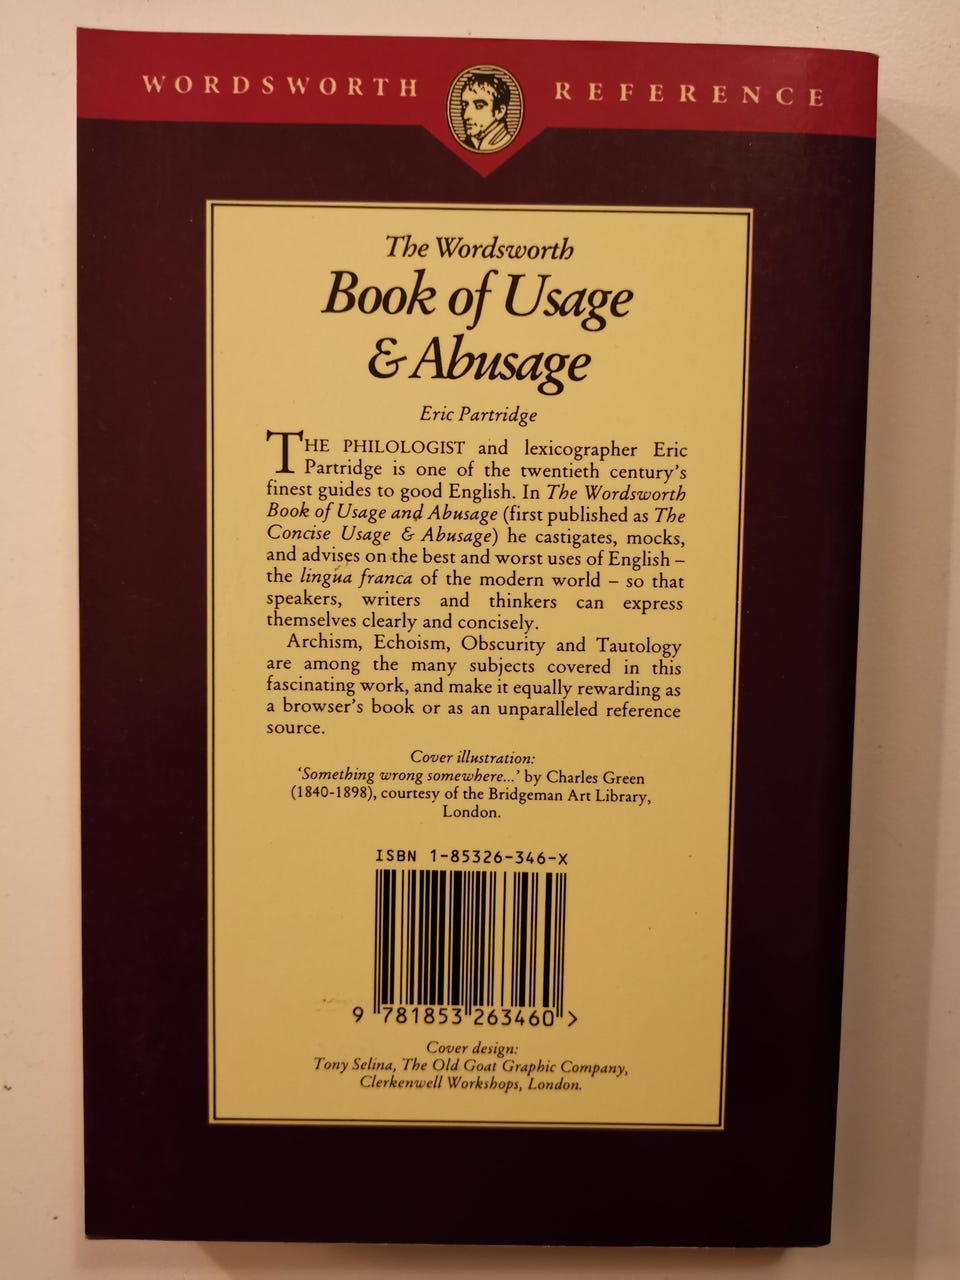 WORDSWORTH REFERENCE
The Wordsworth
Book of Usage
& Abusage
Eric Partridge
THE PHILOLOGIST and lexicographer Eric
Partridge is one of the twentieth century's
finest guides to good English. In The Wordsworth
Book of Usage and Abusage (first published as The
Concise Usage & Abusage) he castigates, mocks,
and advises on the best and worst uses of English –
the lingua franca of the modern world – so that
speakers, writers and thinkers can express
themselves clearly and concisely.
Archism, Echoism, Obscurity and Tautology
are among the many subjects covered in this
fascinating work, and make it equally rewarding as
a browser's book or as an unparalleled reference
source.
Cover illustration:
'Something wrong somewhere...' by Charles Green
(1840-1898), courtesy of the Bridgeman Art Library,
London.
ISBN 1-85326-346-X
9 781853 263460 >
Cover design:
Tony Selina, The Old Goat Graphic Company,
Clerkenwell Workshops, London.